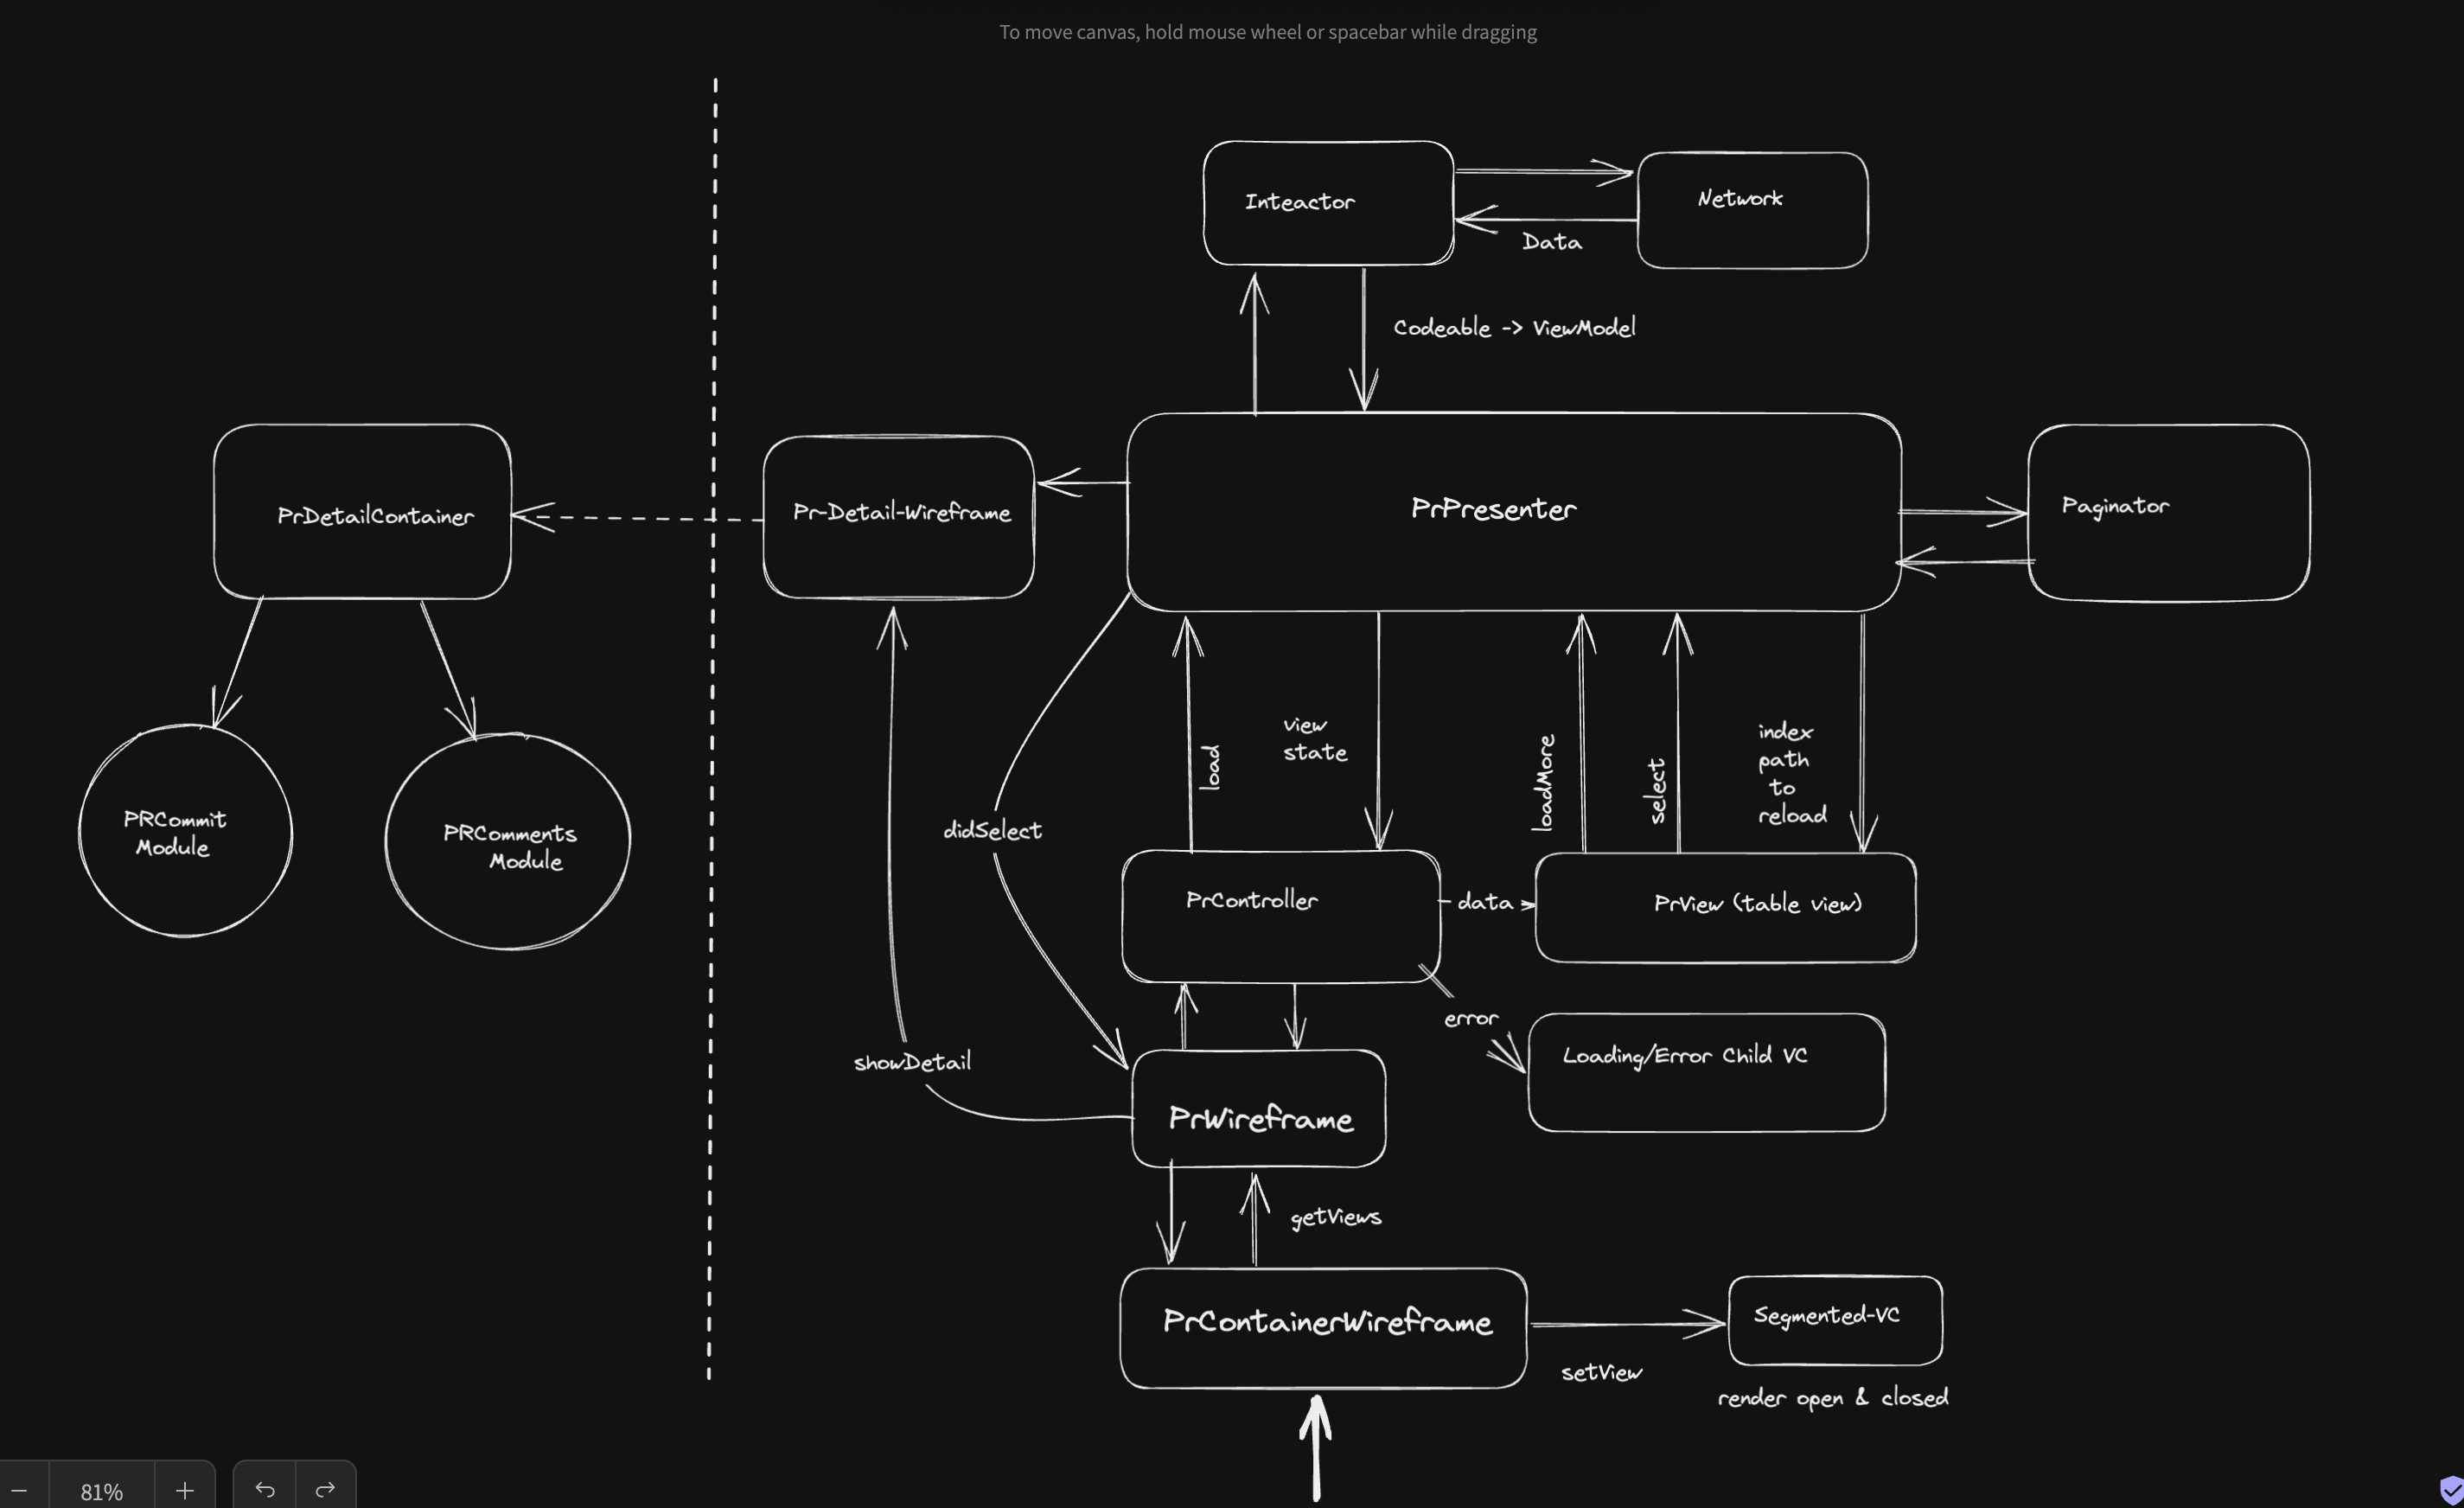 To move canvas, hold mouse wheel or spacebar while dragging
Inteactor
Network
Data
Codeable -> ViewModel
PrDetailContainer
Pr-Detail-Wireframe
PrPresenter
Paginator
PRCommit
Module
PRComments
Module
didSelect
load
view
state
loadMore
select
index
path
to
reload
PrController
data
PrView (table view)
error
Loading/Error Child VC
showDetail
PrWireframe
getViews
PrContainerWireframe
setView
Segmented-VC
render open & closed
81%